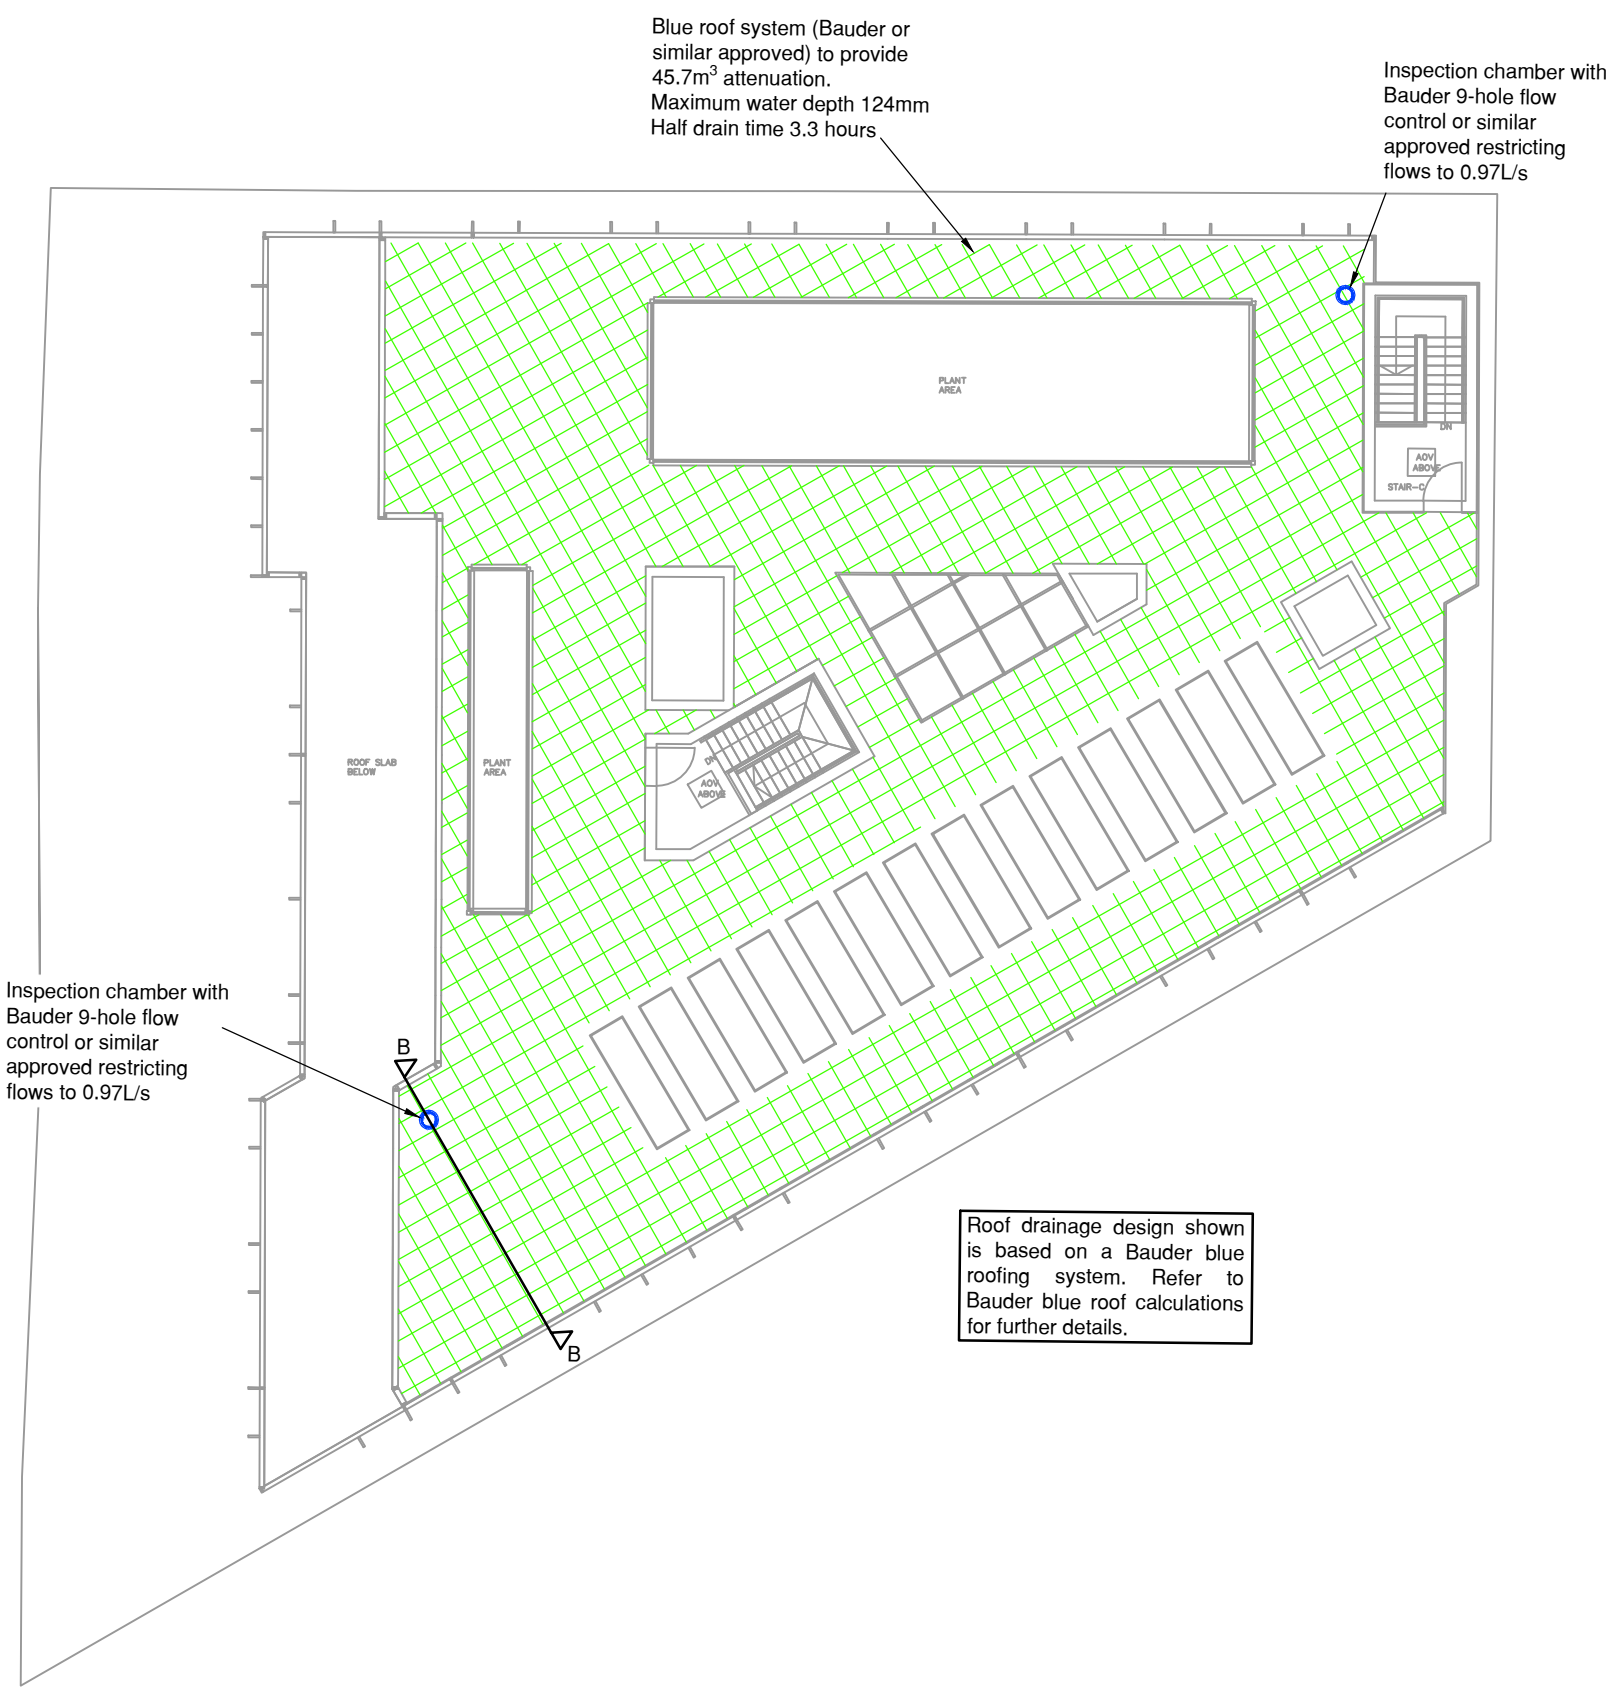 Blue roof system (Bauder or
similar approved) to provide
45.7m³ attenuation.
Maximum water depth 124mm
Half drain time 3.3 hours
Inspection chamber with
Bauder 9-hole flow
control or similar
approved restricting
flows to 0.97L/s
PLANT
AREA
DN
AOV
ABOVE
STAIR-C
ROOF SLAB
BELOW
PLANT
AREA
DN
AOV
ABOVE
Inspection chamber with
Bauder 9-hole flow
control or similar
approved restricting
flows to 0.97L/s
B
B
Roof drainage design shown
is based on a Bauder blue
roofing system. Refer to
Bauder blue roof calculations
for further details.